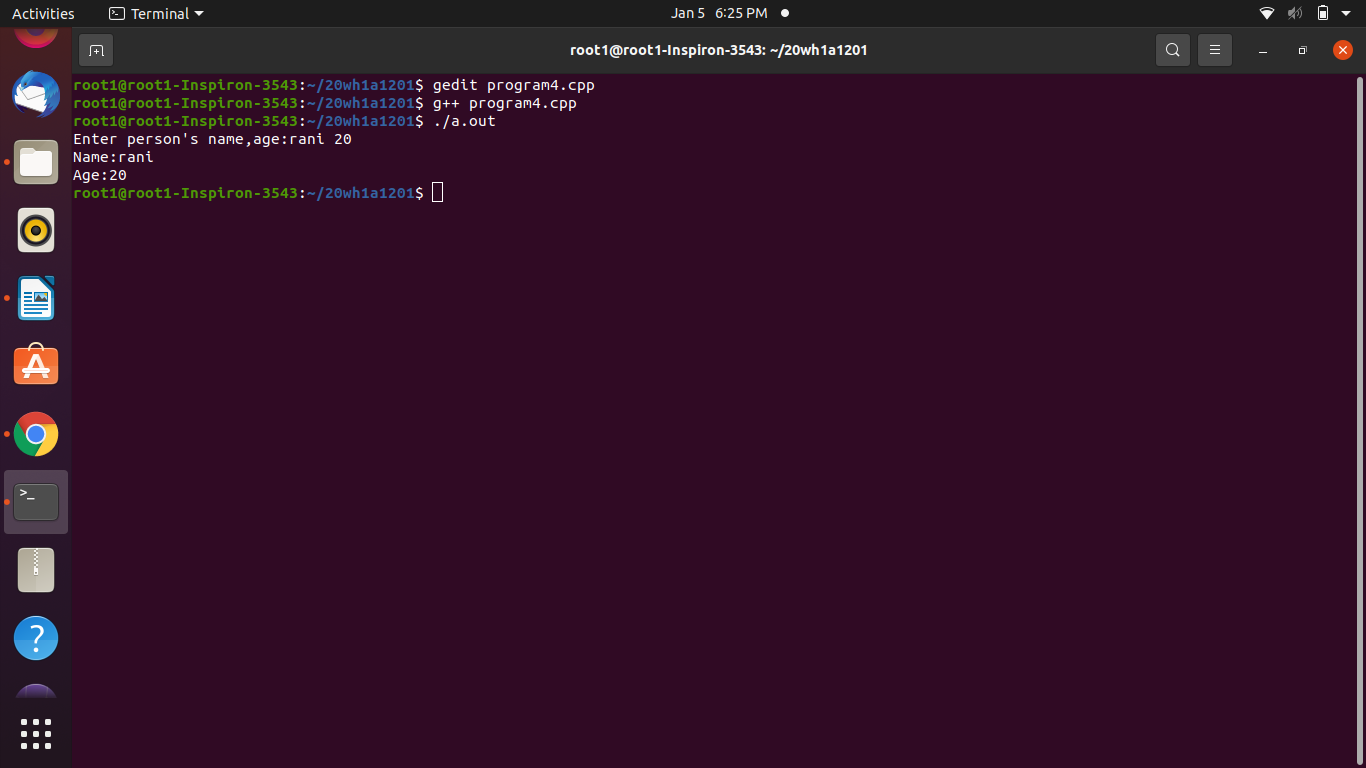 Activities
Terminal
Jan 5 6:25 PM
root1@root1-Inspiron-3543: ~/20wh1a1201
root1@root1-Inspiron-3543:~/20wh1a1201$ gedit program4.cpp
root1@root1-Inspiron-3543:~/20wh1a1201$ g++ program4.cpp
root1@root1-Inspiron-3543:~/20wh1a1201$ ./a.out
Enter person's name,age:rani 20
Name:rani
Age:20
root1@root1-Inspiron-3543:~/20wh1a1201$